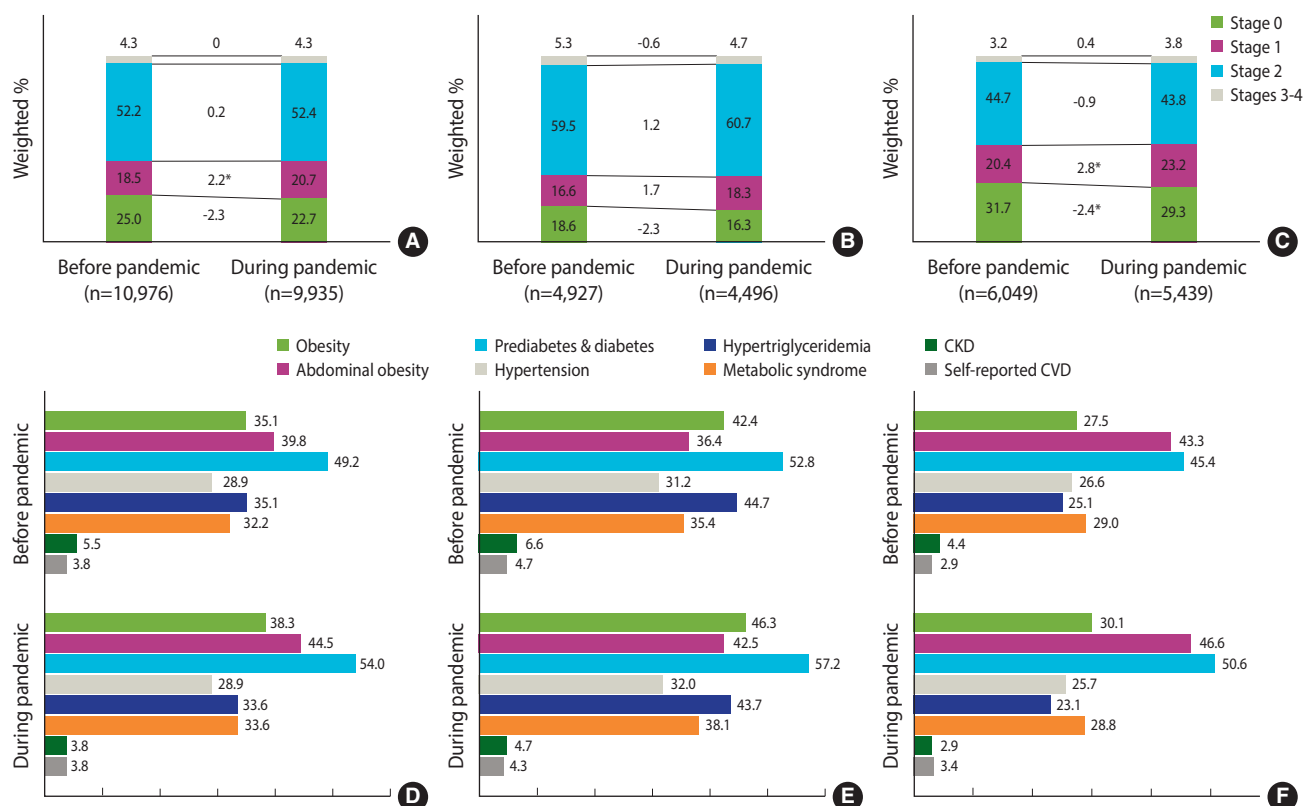 Weighted %
4.3 0 4.3
52.2 0.2 52.4
18.5 2.2* 20.7
25.0 -2.3 22.7
A
Before pandemic During pandemic
(n=10,976) (n=9,935)
Weighted %
5.3 -0.6 4.7
59.5 1.2 60.7
16.6 1.7 18.3
18.6 -2.3 16.3
B
Before pandemic During pandemic
(n=4,927) (n=4,496)
Weighted %
3.2 0.4 3.8
44.7 -0.9 43.8
20.4 2.8* 23.2
31.7 -2.4* 29.3
C
Before pandemic During pandemic
(n=6,049) (n=5,439)
Stage 0
Stage 1
Stage 2
Stages 3-4
Obesity Prediabetes & diabetes Hypertriglyceridemia CKD
Abdominal obesity Hypertension Metabolic syndrome Self-reported CVD
Before pandemic
35.1
39.8
49.2
28.9
35.1
32.2
5.5
3.8
During pandemic
38.3
44.5
54.0
28.9
33.6
33.6
3.8
3.8
D
Before pandemic
42.4
36.4
52.8
31.2
44.7
35.4
6.6
4.7
During pandemic
46.3
42.5
57.2
32.0
43.7
38.1
4.7
4.3
E
Before pandemic
27.5
43.3
45.4
26.6
25.1
29.0
4.4
2.9
During pandemic
30.1
46.6
50.6
25.7
23.1
28.8
2.9
3.4
F